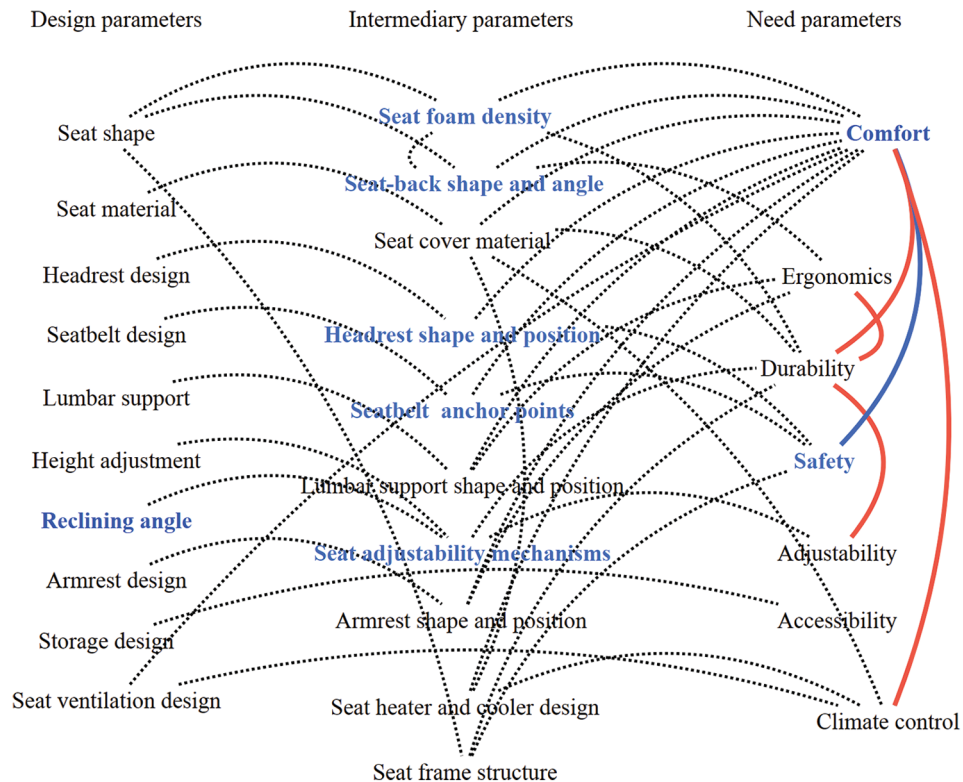 Design parameters
Intermediary parameters
Need parameters
Seat shape
Seat material
Headrest design
Seatbelt design
Lumbar support
Height adjustment
Reclining angle
Armrest design
Storage design
Seat ventilation design
Seat foam density
Seat-back shape and angle
Seat cover material
Headrest shape and position
Seatbelt anchor points
Lumbar support shape and position
Seat adjustability mechanisms
Armrest shape and position
Seat heater and cooler design
Seat frame structure
Comfort
Ergonomics
Durability
Safety
Adjustability
Accessibility
Climate control